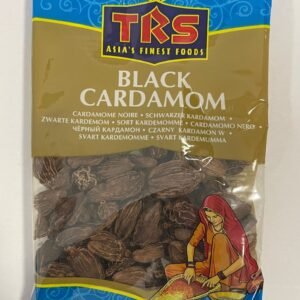 TRS
ASIA'S FINEST FOODS
BLACK
CARDAMOM
CARDAMOME NOIRE • SCHWARZER KARDAMOM •
ZWARTE KARDEMOM • SORT KARDEMOMME • CARDAMOMO NERO •
ЧЁРНЫЙ КАРДАМОН • CZARNY KARDAMON W •
SVART KARDEMOMME • SVART KARDEMUMMA